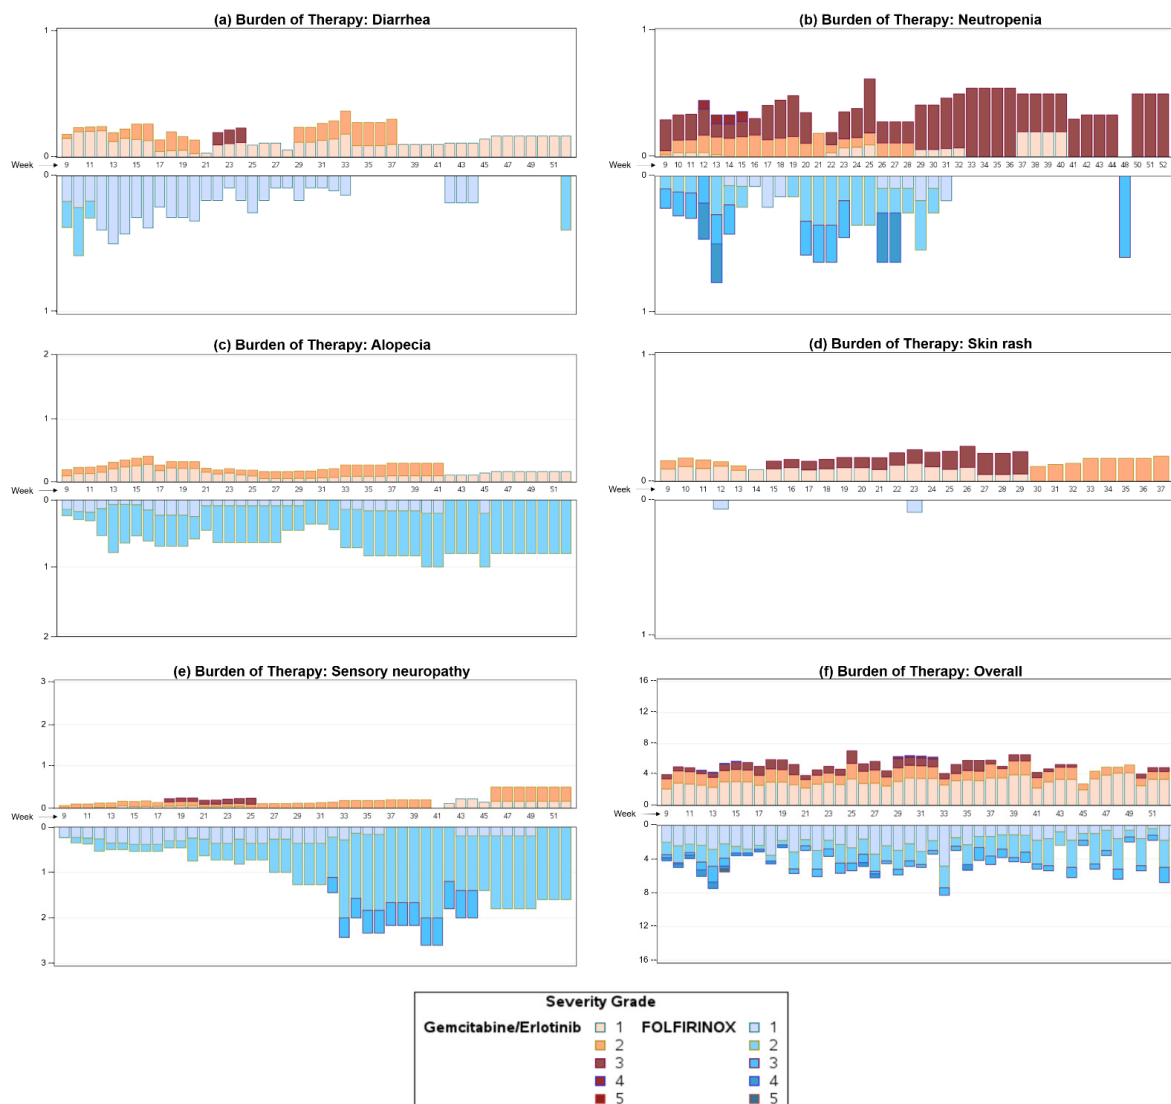 (a) Burden of Therapy: Diarrhea
1
0
Week
9 11 13 15 17 19 21 23 25 27 29 31 33 35 37 39 41 43 45 47 49 51
0
1
(b) Burden of Therapy: Neutropenia
1
0
Week
9 10 11 12 13 14 15 16 17 18 19 20 21 22 23 24 25 26 27 28 29 30 31 32 33 34 35 36 37 38 39 40 41 43 44 48 50 51 52
0
1
(c) Burden of Therapy: Alopecia
2
1
0
Week
9 11 13 15 17 19 21 23 25 27 29 31 33 35 37 39 41 43 45 47 49 51
0
1
2
(d) Burden of Therapy: Skin rash
1
0
Week
9 10 11 12 13 14 15 16 17 18 19 20 21 22 23 24 25 26 27 28 29 30 31 32 33 34 35 36 37
0
1
(e) Burden of Therapy: Sensory neuropathy
3
2
1
0
Week
9 11 13 15 17 19 21 23 25 27 29 31 33 35 37 39 41 43 45 47 49 51
0
1
2
3
(f) Burden of Therapy: Overall
16
12
8
4
0
Week
9 11 13 15 17 19 21 23 25 27 29 31 33 35 37 39 41 43 45 47 49 51
0
4
8
12
16
Severity Grade
Gemcitabine/Erlotinib 1 FOLFIRINOX 1
2 2
3 3
4 4
5 5